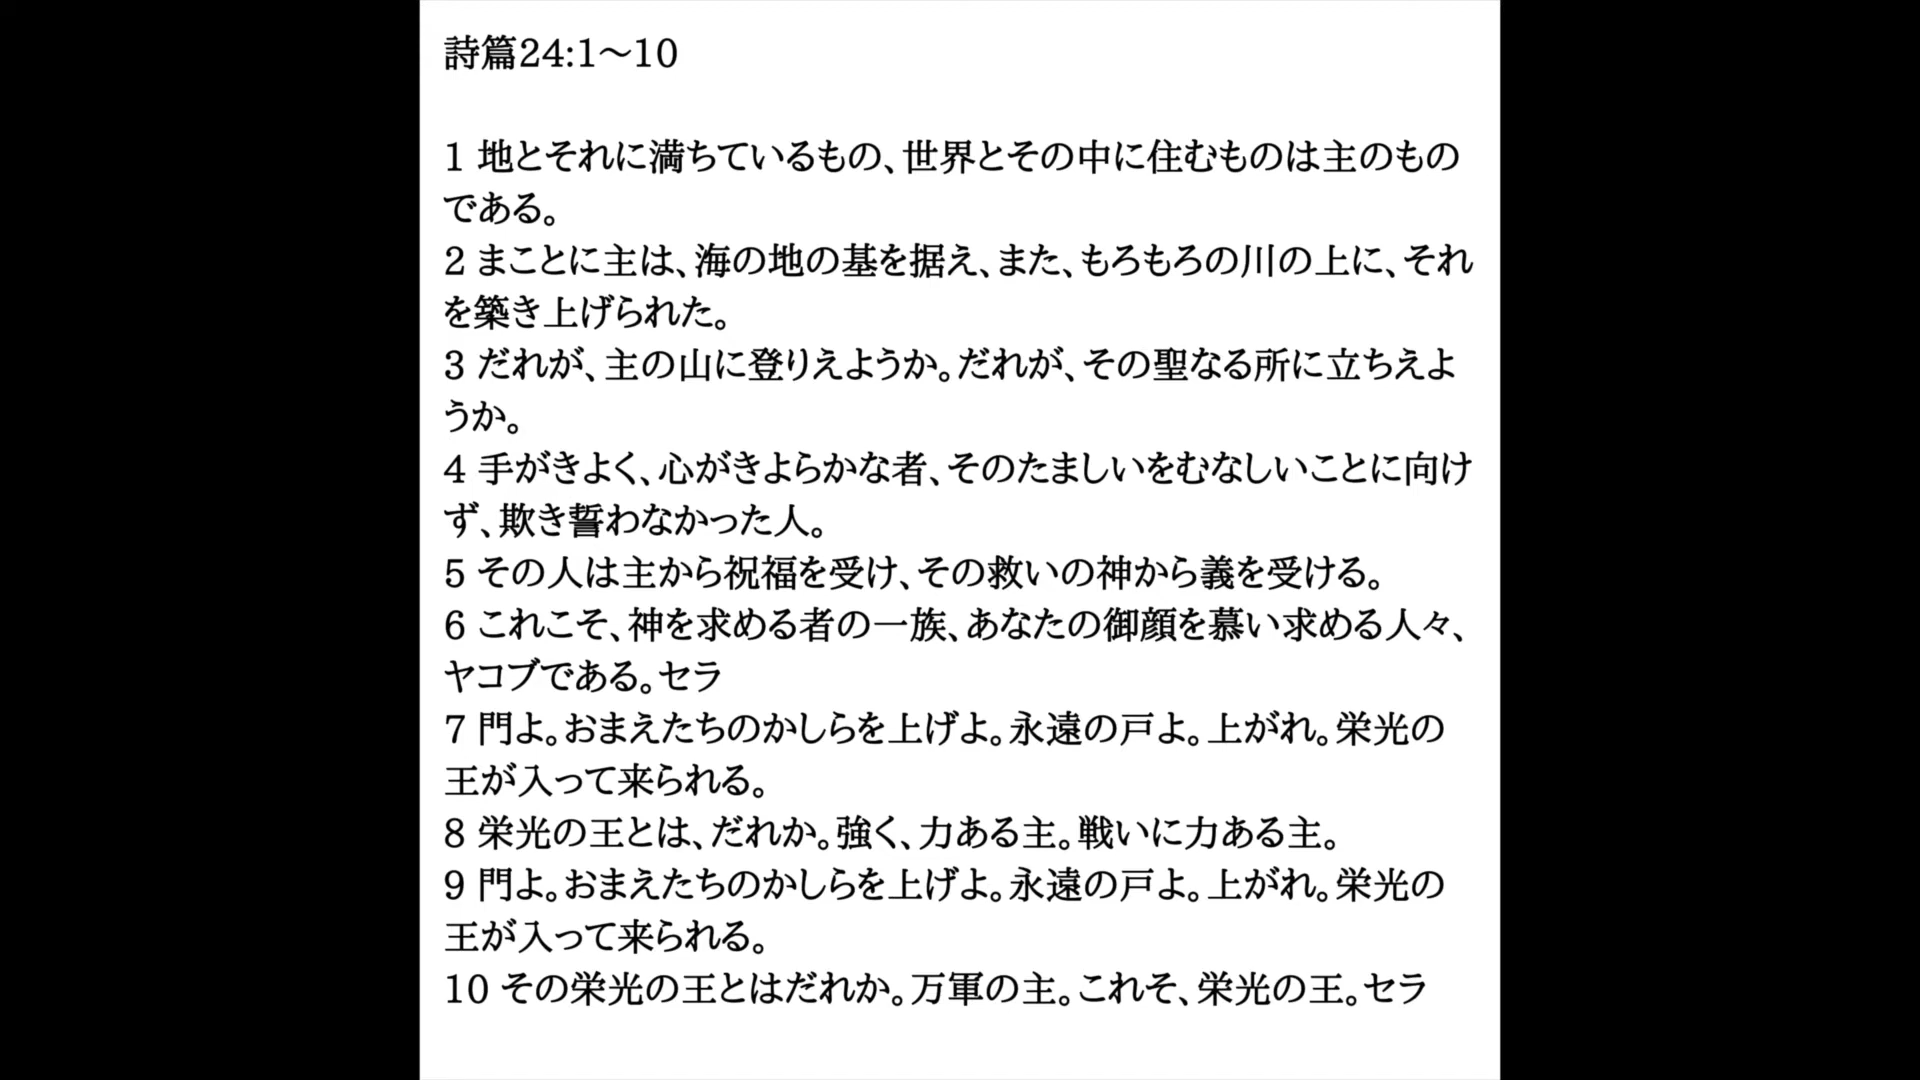 詩篇24:1〜10
1 地とそれに満ちているもの、世界とその中に住むものは主のもの
である。
2 まことに主は、海の地の基を据え、また、もろもろの川の上に、それ
を築き上げられた。
3 だれが、主の山に登りえようか。だれが、その聖なる所に立ちえよ
うか。
4 手がきよく、心がきよらかな者、そのたましいをむなしいことに向け
ず、欺き誓わなかった人。
5 その人は主から祝福を受け、その救いの神から義を受ける。
6 これこそ、神を求める者の一族、あなたの御顔を慕い求める人々、
ヤコブである。セラ
7 門よ。おまえたちのかしらを上げよ。永遠の戸よ。上がれ。栄光の
王が入って来られる。
8 栄光の王とは、だれか。強く、力ある主。戦いに力ある主。
9 門よ。おまえたちのかしらを上げよ。永遠の戸よ。上がれ。栄光の
王が入って来られる。
10 その栄光の王とはだれか。万軍の主。これそ、栄光の王。セラ